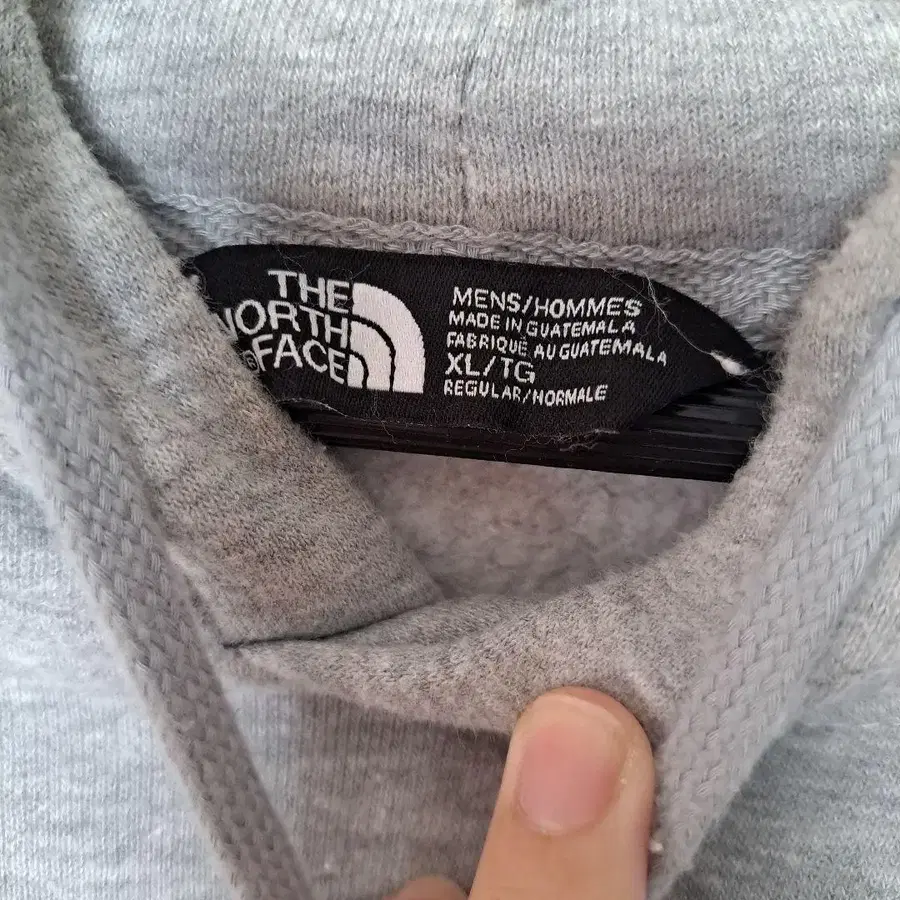 THE
NORTH
FACE
MENS/HOMMES
MADE IN GUATEMALA
FABRIQUÉ AU GUATEMALA
XL/TG
REGULAR/NORMALE